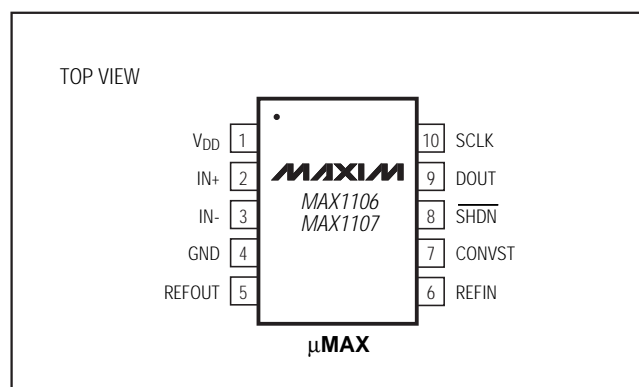 TOP VIEW
VDD 1
IN+ 2
IN- 3
GND 4
REFOUT 5
MAXIM
MAX1106
MAX1107
10 SCLK
9 DOUT
8 SHDN
7 CONVST
6 REFIN
μMAX